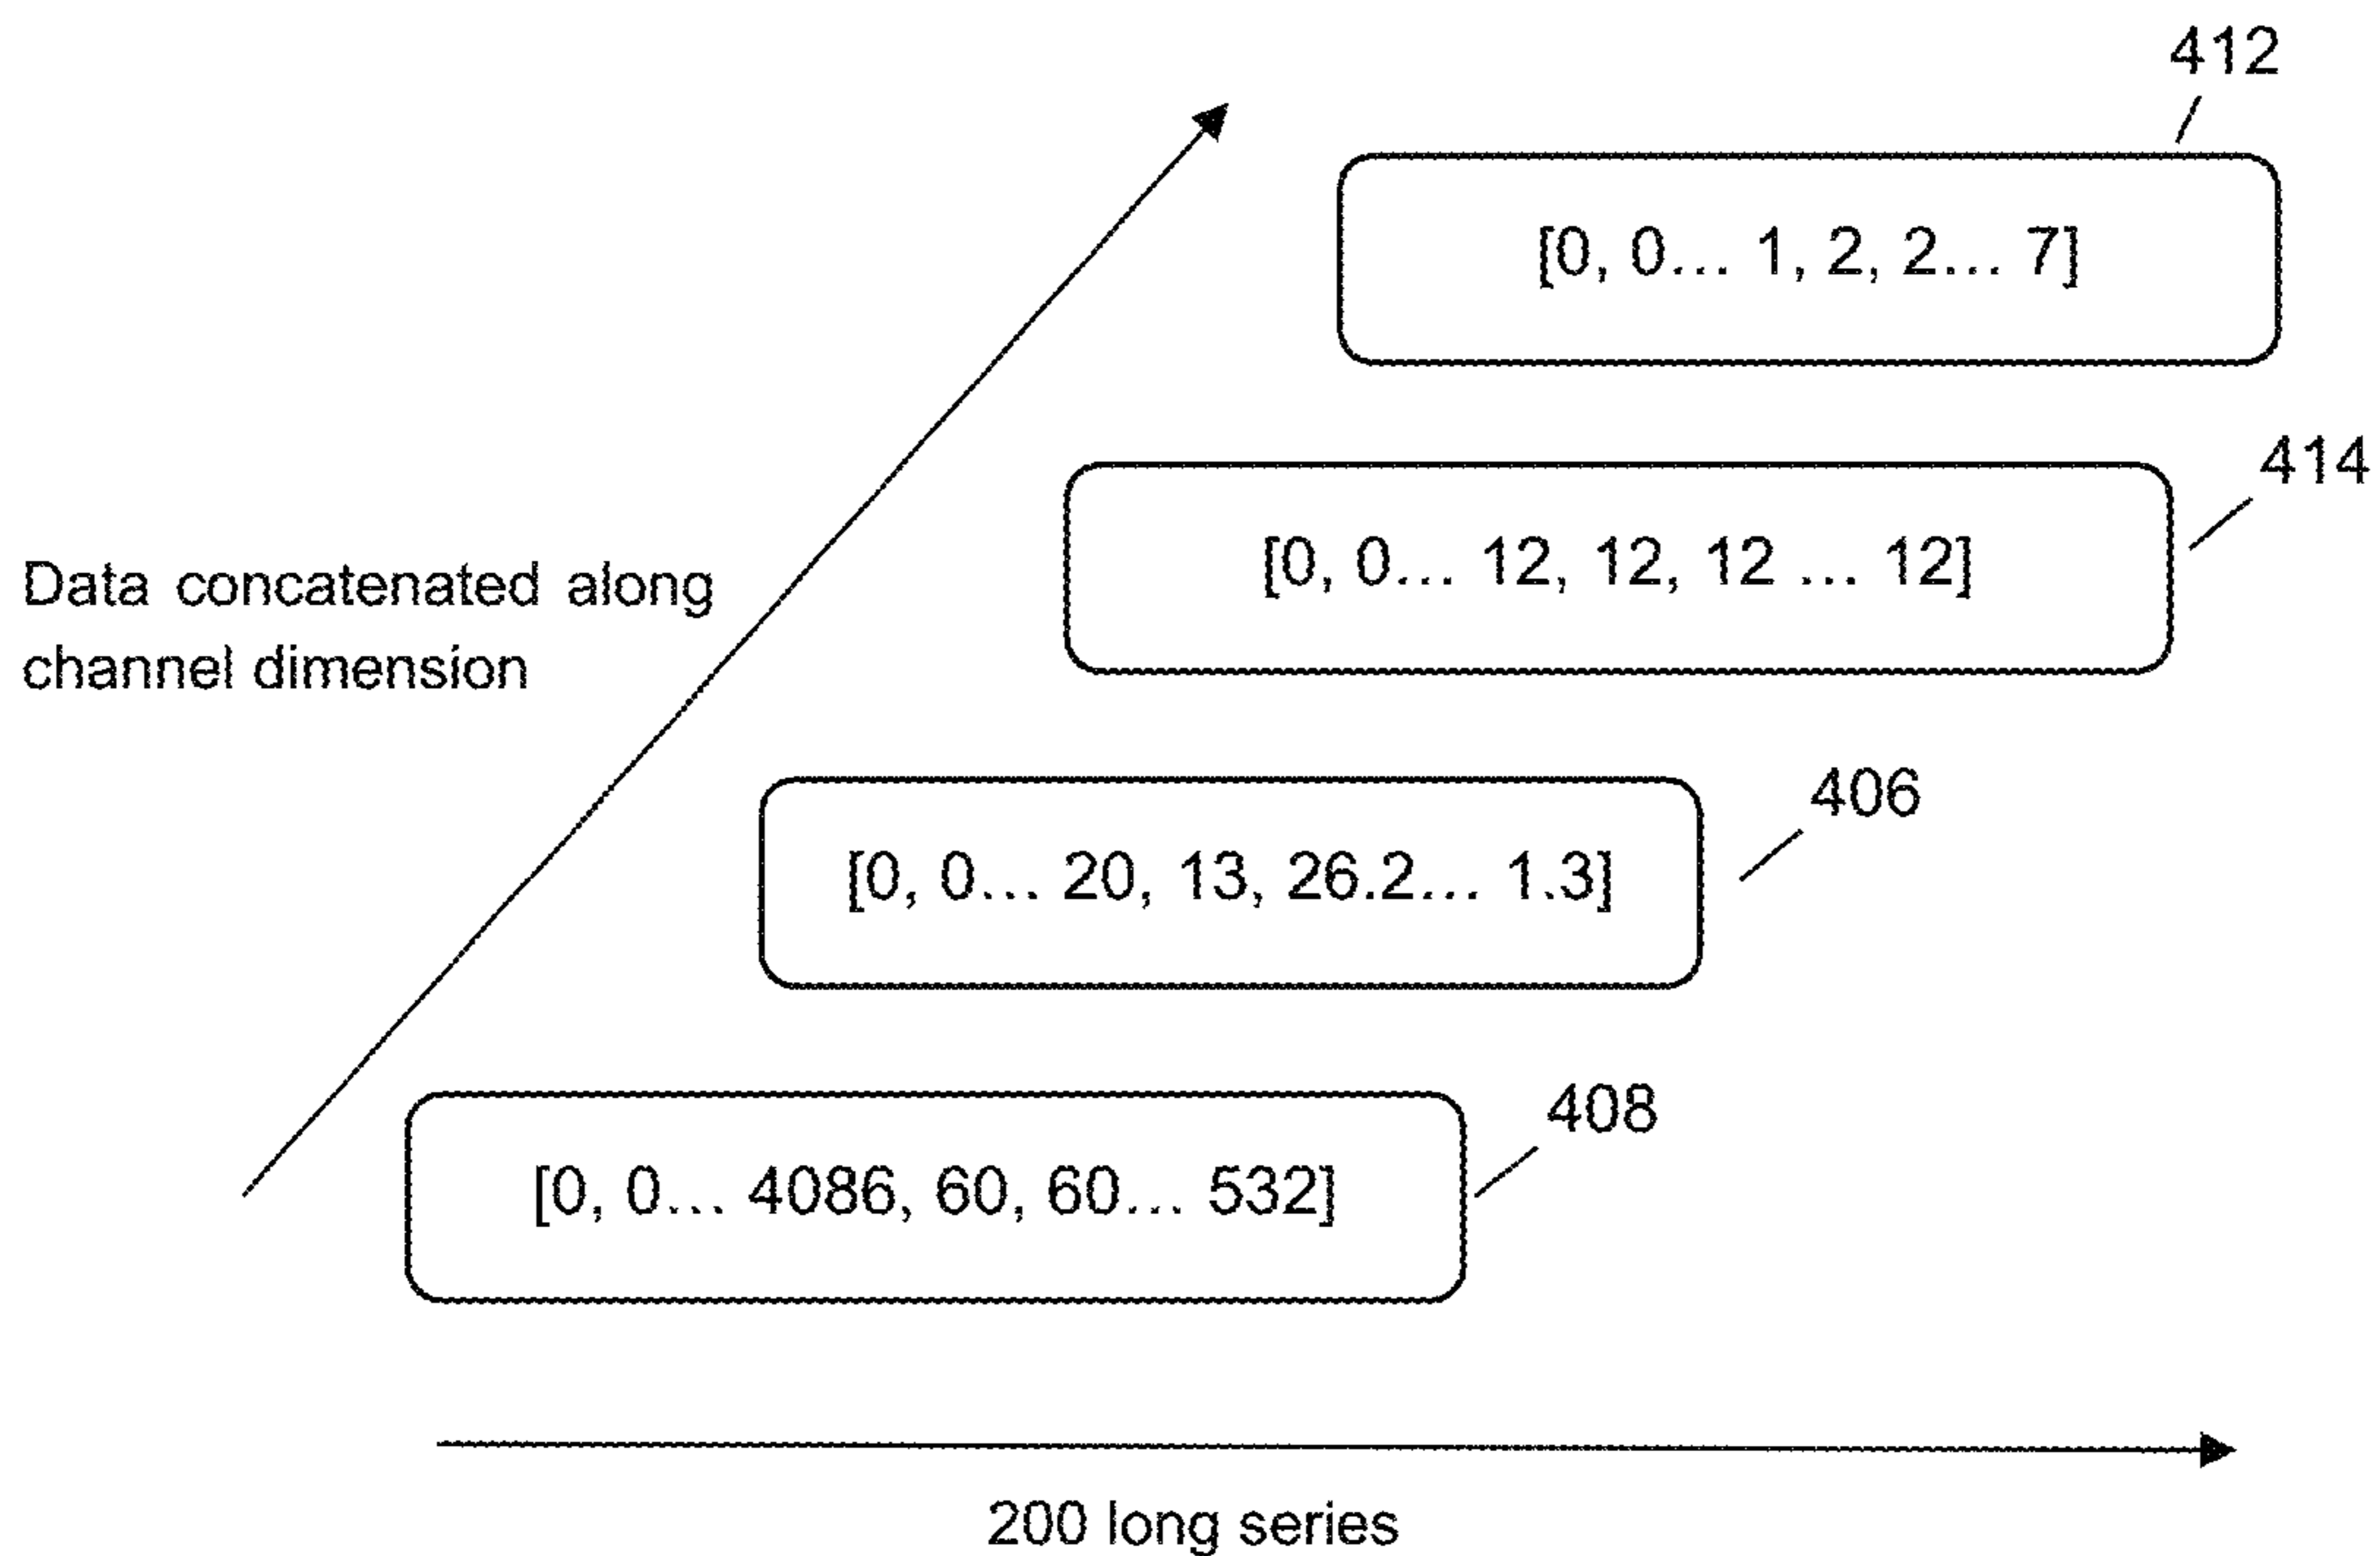 412
[0, 0... 1, 2, 2... 7]
414
[0, 0... 12, 12, 12 ... 12]
Data concatenated along
channel dimension
406
[0, 0... 20, 13, 26.2... 1.3]
408
[0, 0... 4086, 60, 60... 532]
200 long series